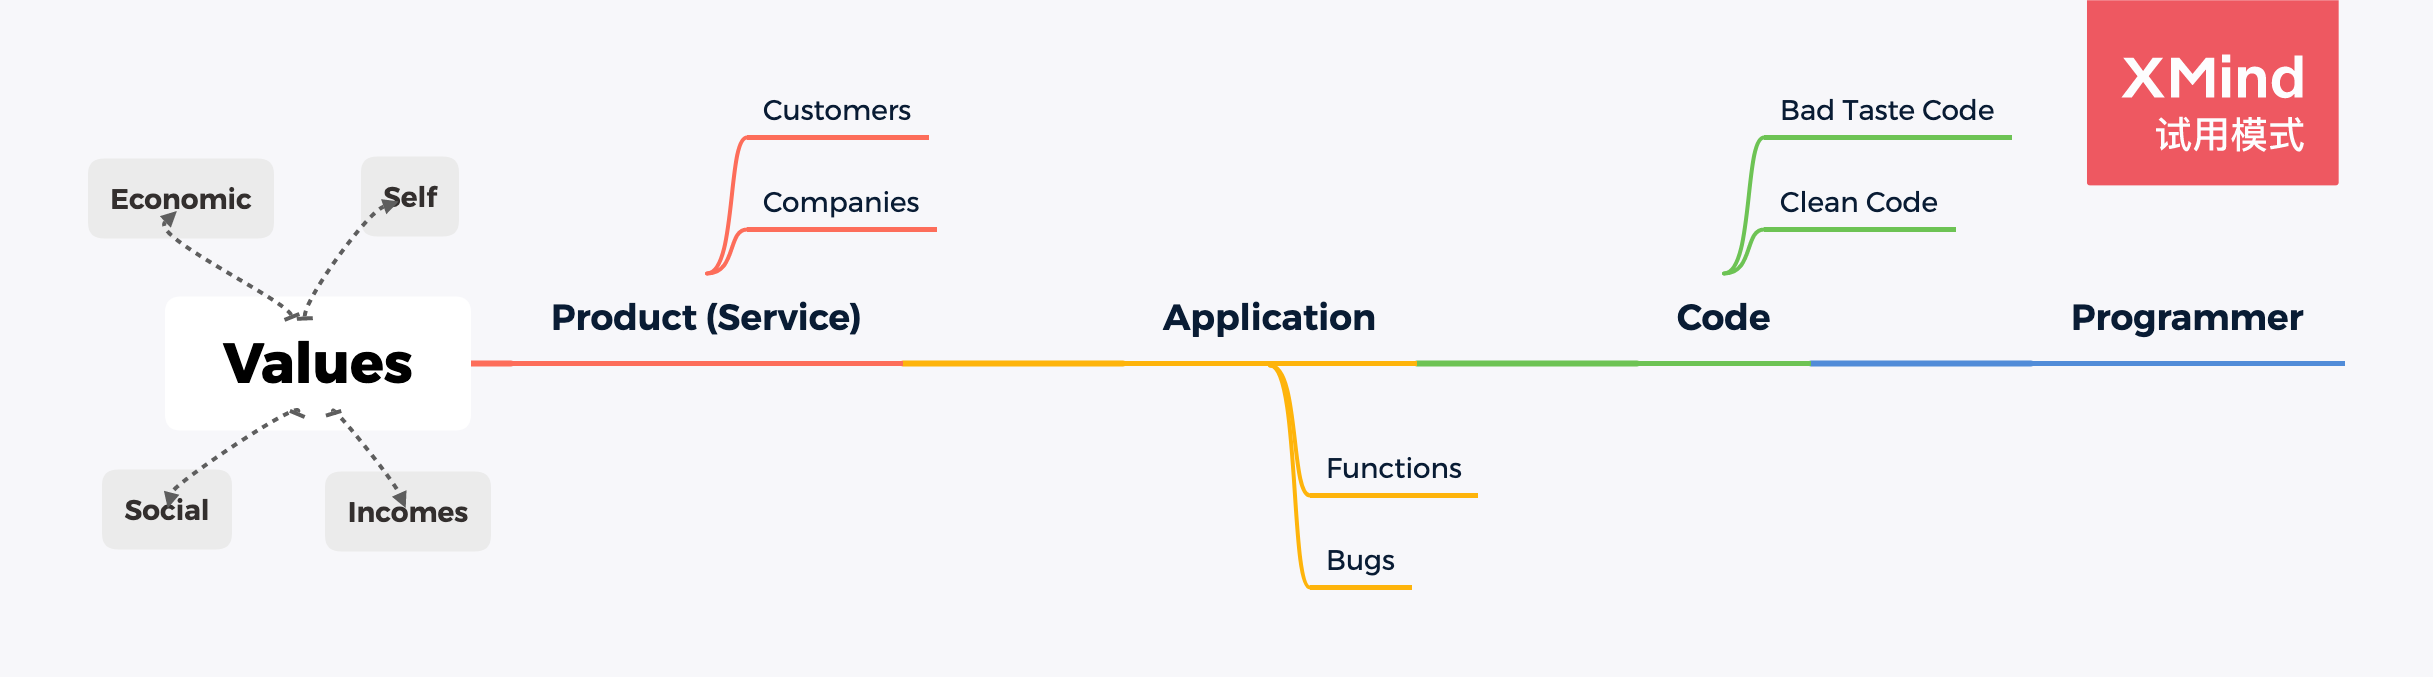 Customers
Companies
Bad Taste Code
Clean Code
XMind
试用模式
Economic
Self
Values
Social
Incomes
Product (Service)
Application
Code
Programmer
Functions
Bugs